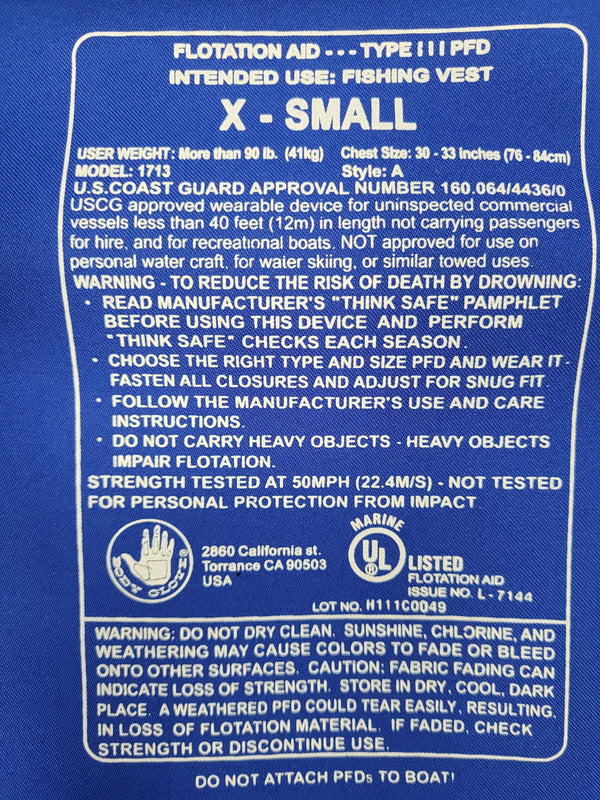 FLOTATION AID - - - TYPE III PFD
INTENDED USE: FISHING VEST
X - SMALL
USER WEIGHT: More than 90 lb. (41kg) Chest Size: 30 - 33 inches (76 - 84cm)
MODEL: 1713 Style: A
U.S.COAST GUARD APPROVAL NUMBER 160.064/4436/0
USCG approved wearable device for uninspected commercial
vessels less than 40 feet (12m) in length not carrying passengers
for hire, and for recreational boats. NOT approved for use on
personal water craft, for water skiing, or similar towed uses
WARNING - TO REDUCE THE RISK OF DEATH BY DROWNING:
• READ MANUFACTURER'S "THINK SAFE" PAMPHLET
BEFORE USING THIS DEVICE AND PERFORM
"THINK SAFE" CHECKS EACH SEASON.
• CHOOSE THE RIGHT TYPE AND SIZE PFD AND WEAR IT-
FASTEN ALL CLOSURES AND ADJUST FOR SNUG FIT.
• FOLLOW THE MANUFACTURER'S USE AND CARE
INSTRUCTIONS.
• DO NOT CARRY HEAVY OBJECTS - HEAVY OBJECTS
IMPAIR FLOTATION.
STRENGTH TESTED AT 50MPH (22.4M/S) - NOT TESTED
FOR PERSONAL PROTECTION FROM IMPACT.
BODY GLOVE ®
2860 California st.
Torrance CA 90503
USA
MARINE
UL ®
LISTED
FLOTATION AID
ISSUE NO. L - 7144
LOT NO. H111C0049
WARNING: DO NOT DRY CLEAN. SUNSHINE, CHLORINE, AND
WEATHERING MAY CAUSE COLORS TO FADE OR BLEED
ONTO OTHER SURFACES. CAUTION: FABRIC FADING CAN
INDICATE LOSS OF STRENGTH. STORE IN DRY, COOL, DARK
PLACE. A WEATHERED PFD COULD TEAR EASILY, RESULTING.
IN LOSS OF FLOTATION MATERIAL. IF FADED, CHECK
STRENGTH OR DISCONTINUE USE.
DO NOT ATTACH PFDs TO BOAT!